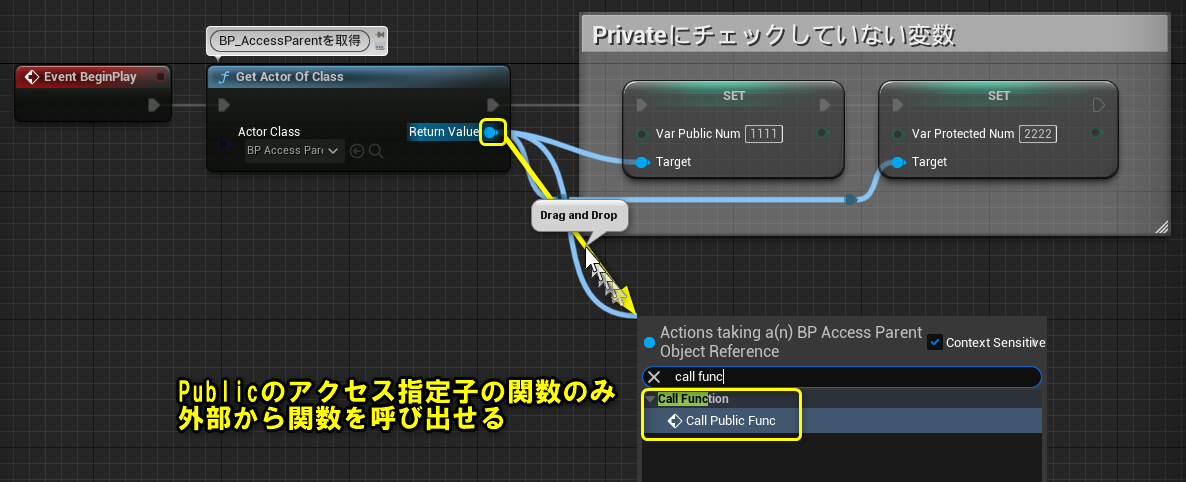 Privateにチェックしていない変数
BP_AccessParentを取得
Event BeginPlay
f Get Actor Of Class
SET
SET
Actor Class
Return Value
BP Access Pare
Var Public Num 1111
Var Protected Num 2222
Target
Target
Drag and Drop
Actions taking a(n) BP Access Parent
Object Reference
Context Sensitive
call func
Call Function
Call Public Func
Publicのアクセス指定子の関数のみ
外部から関数を呼び出せる